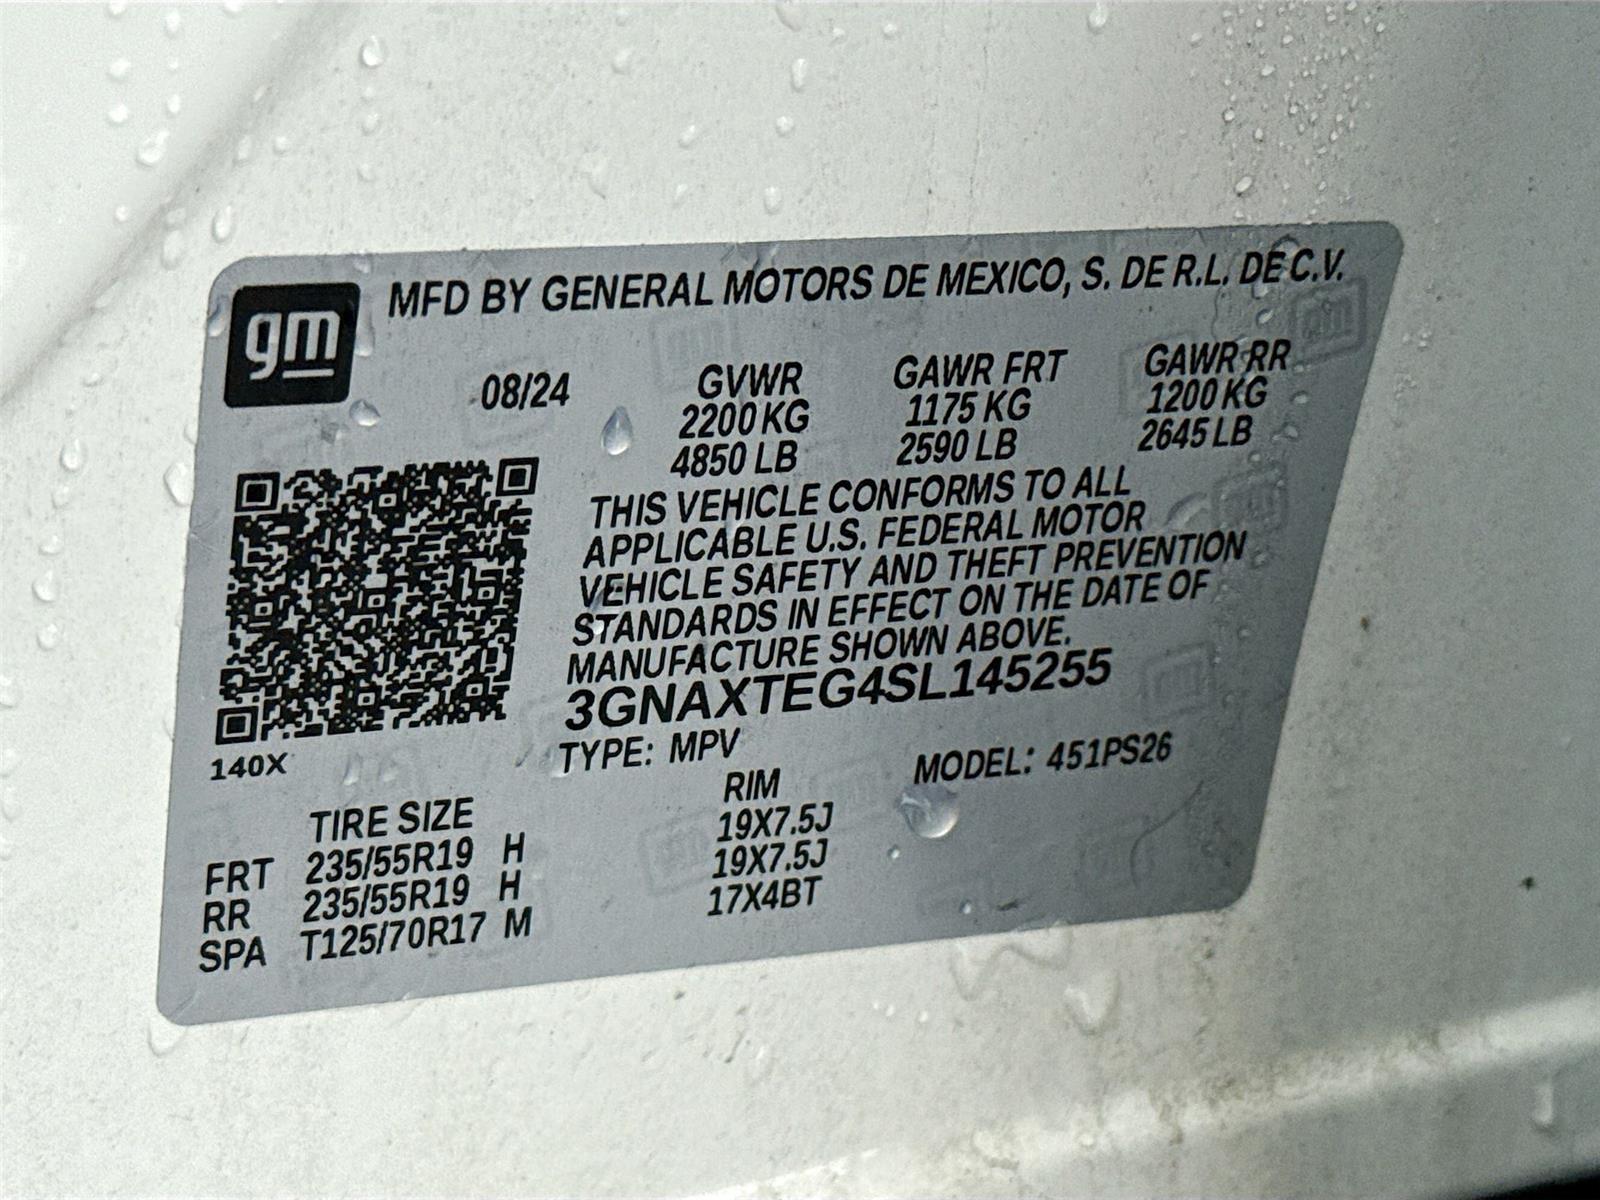 gm
MFD BY GENERAL MOTORS DE MEXICO, S. DE R.L. DE C.V.
08/24 GVWR GAWR FRT GAWR RR
2200 KG 1175 KG 1200 KG
4850 LB 2590 LB 2645 LB
THIS VEHICLE CONFORMS TO ALL
APPLICABLE U.S. FEDERAL MOTOR
VEHICLE SAFETY AND THEFT PREVENTION
STANDARDS IN EFFECT ON THE DATE OF
MANUFACTURE SHOWN ABOVE.
3GNAXTEG4SL145255
140X
TYPE: MPV MODEL: 451PS26
TIRE SIZE RIM
FRT 235/55R19 H 19X7.5J
RR 235/55R19 H 19X7.5J
SPA T125/70R17 M 17X4BT